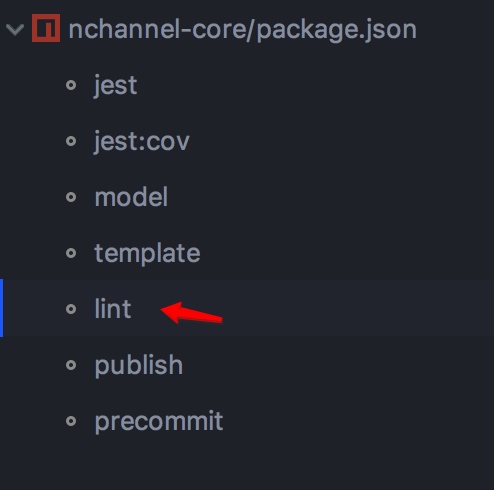 nchannel-core/package.json
jest
jest:cov
model
template
lint
publish
precommit